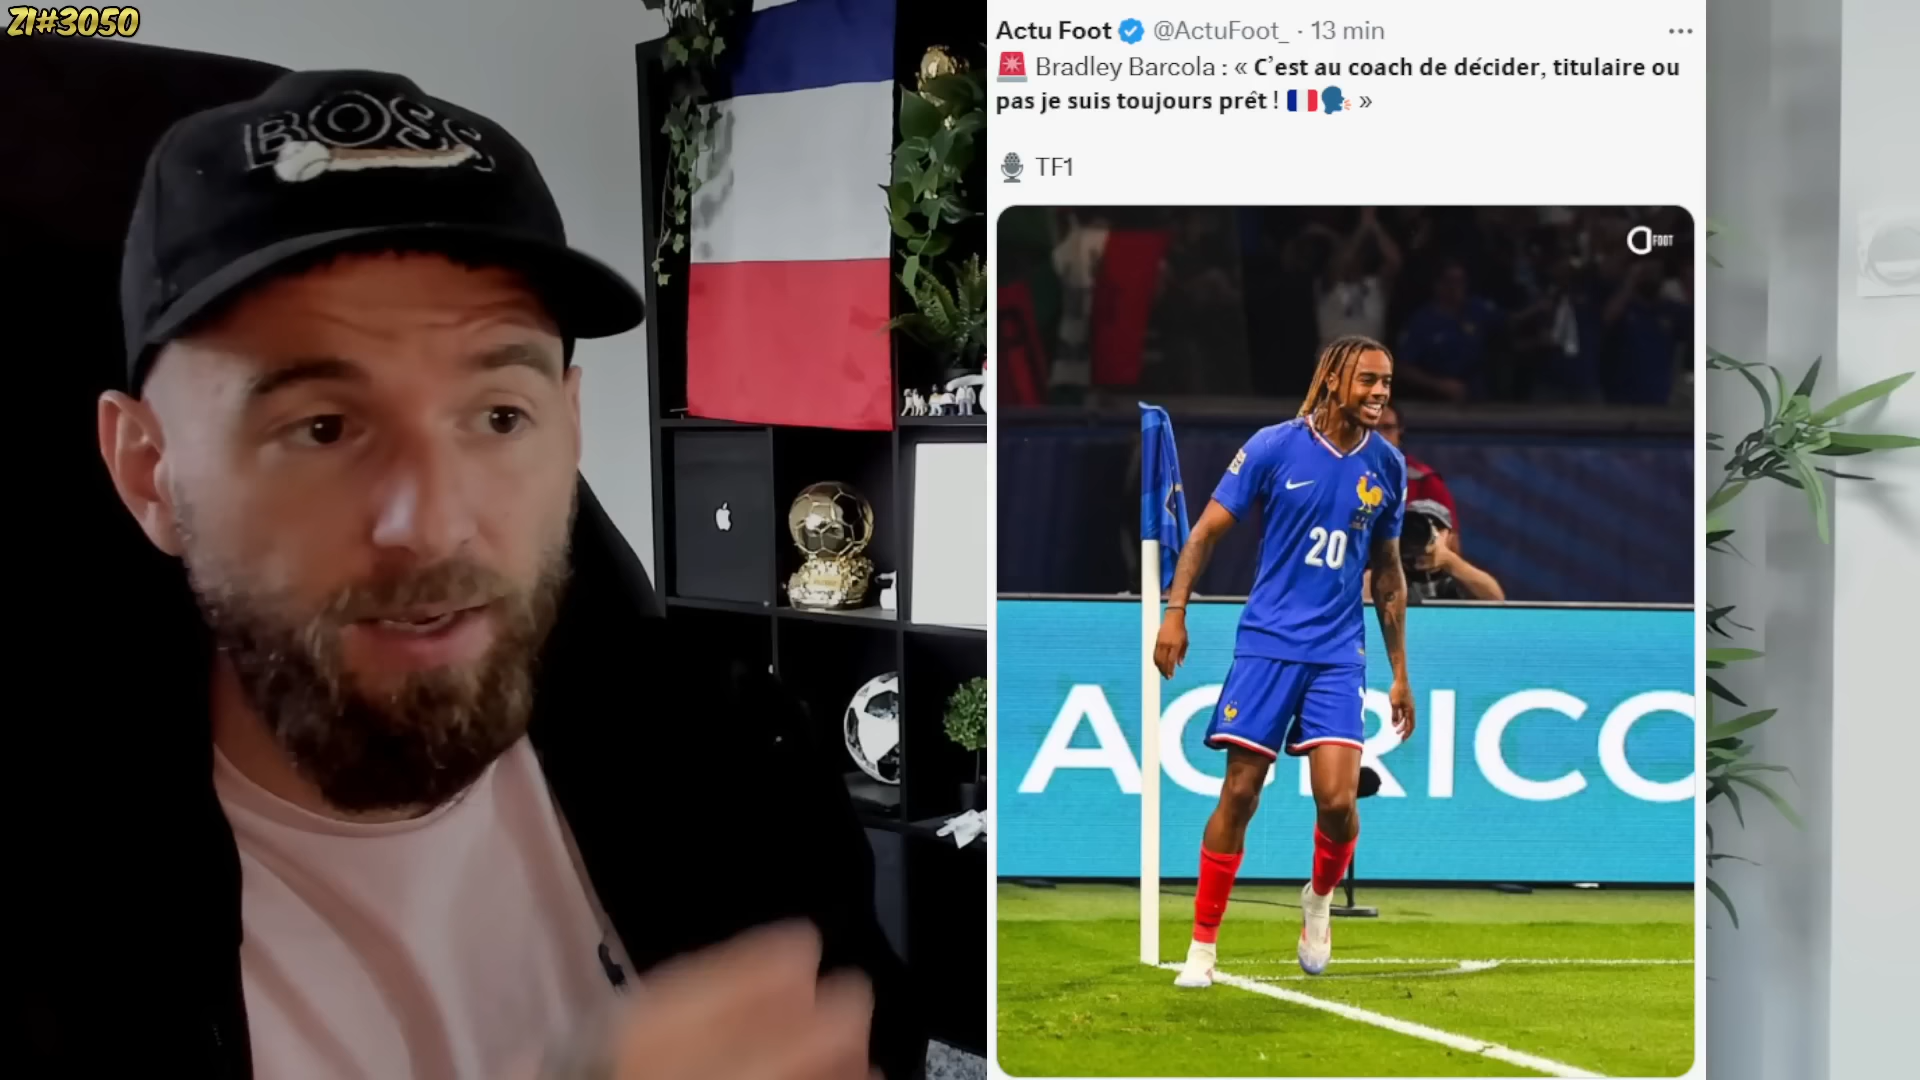 ZI#3050
BOSS
Actu Foot @ActuFoot_ · 13 min
Bradley Barcola : « C’est au coach de décider, titulaire ou
pas je suis toujours prêt ! »
TF1
FOOT
20
AGRICO